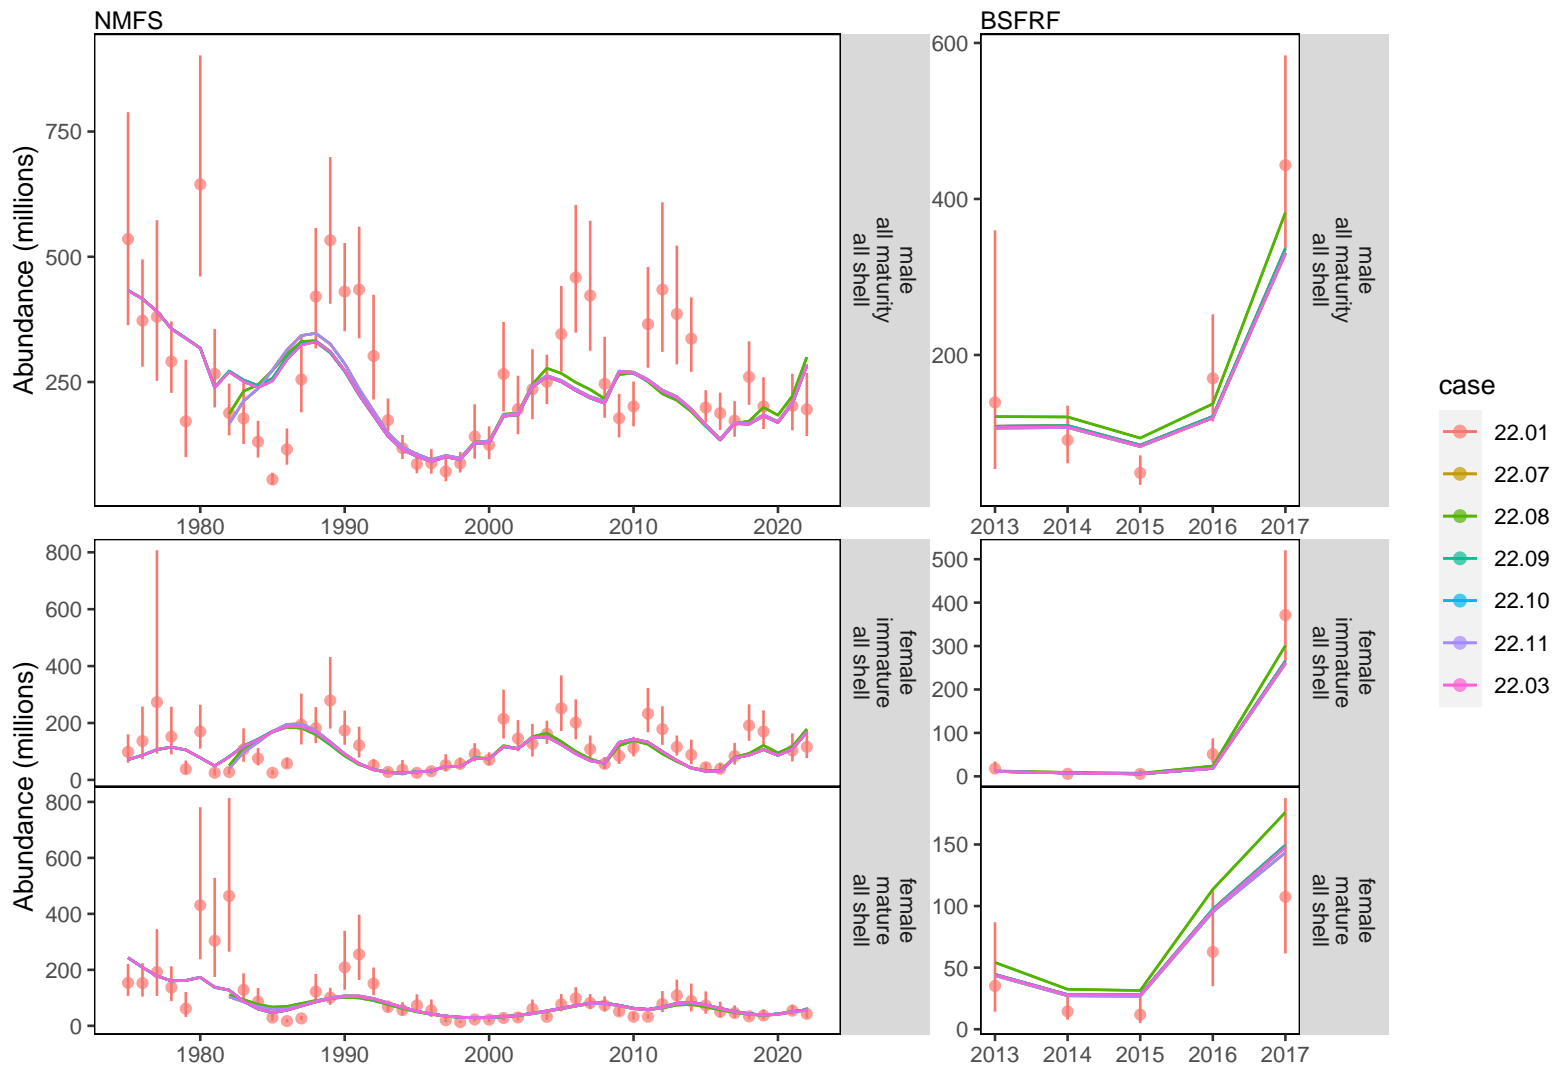 NMFS
BSFRF
Abundance (millions)
750
500
250
male
all maturity
all shell
1980
1990
2000
2010
2020
600
400
200
male
all maturity
all shell
2013
2014
2015
2016
2017
Abundance (millions)
800
600
400
200
0
female
immature
all shell
500
400
300
200
100
0
female
immature
all shell
800
600
400
200
0
female
mature
all shell
1980
1990
2000
2010
2020
150
100
50
0
female
mature
all shell
2013
2014
2015
2016
2017
case
22.01
22.07
22.08
22.09
22.10
22.11
22.03